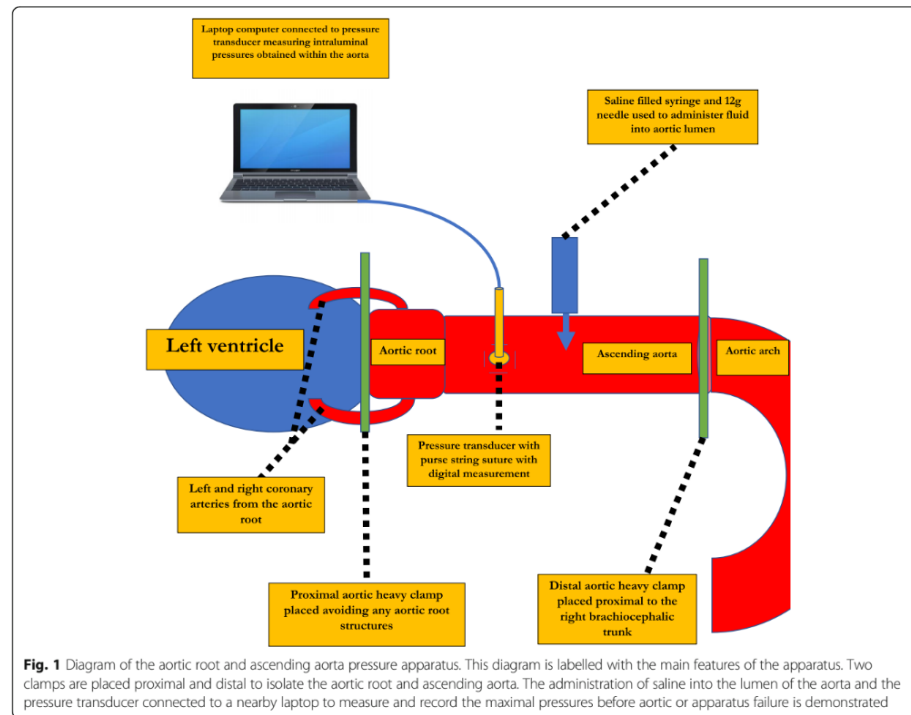 Laptop computer connected to pressure
transducer measuring intraluminal
pressures obtained within the aorta
Saline filled syringe and 12g
needle used to administer fluid
into aortic lumen
Left ventricle
Aortic root
Ascending aorta
Aortic arch
Pressure transducer with
purse string suture with
digital measurement
Left and right coronary
arteries from the aortic
root
Proximal aortic heavy clamp
placed avoiding any aortic root
structures
Distal aortic heavy clamp
placed proximal to the
right brachiocephalic
trunk
Fig. 1 Diagram of the aortic root and ascending aorta pressure apparatus. This diagram is labelled with the main features of the apparatus. Two
clamps are placed proximal and distal to isolate the aortic root and ascending aorta. The administration of saline into the lumen of the aorta and the
pressure transducer connected to a nearby laptop to measure and record the maximal pressures before aortic or apparatus failure is demonstrated